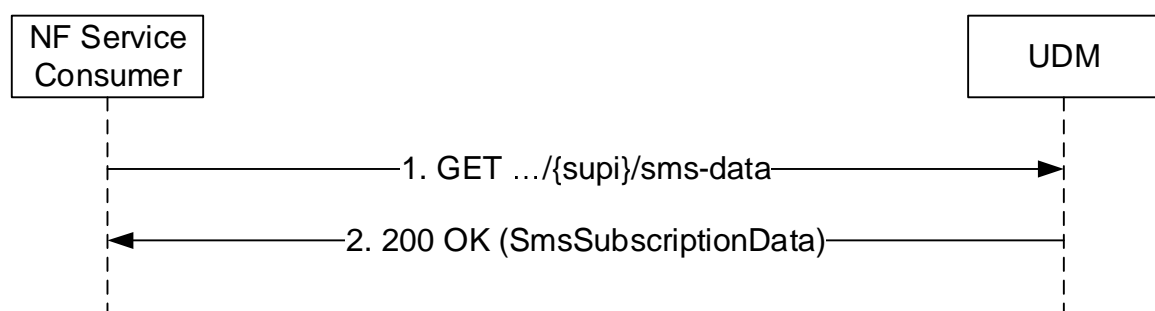 NF Service
Consumer
UDM
1. GET …/{supi}/sms-data
2. 200 OK (SmsSubscriptionData)